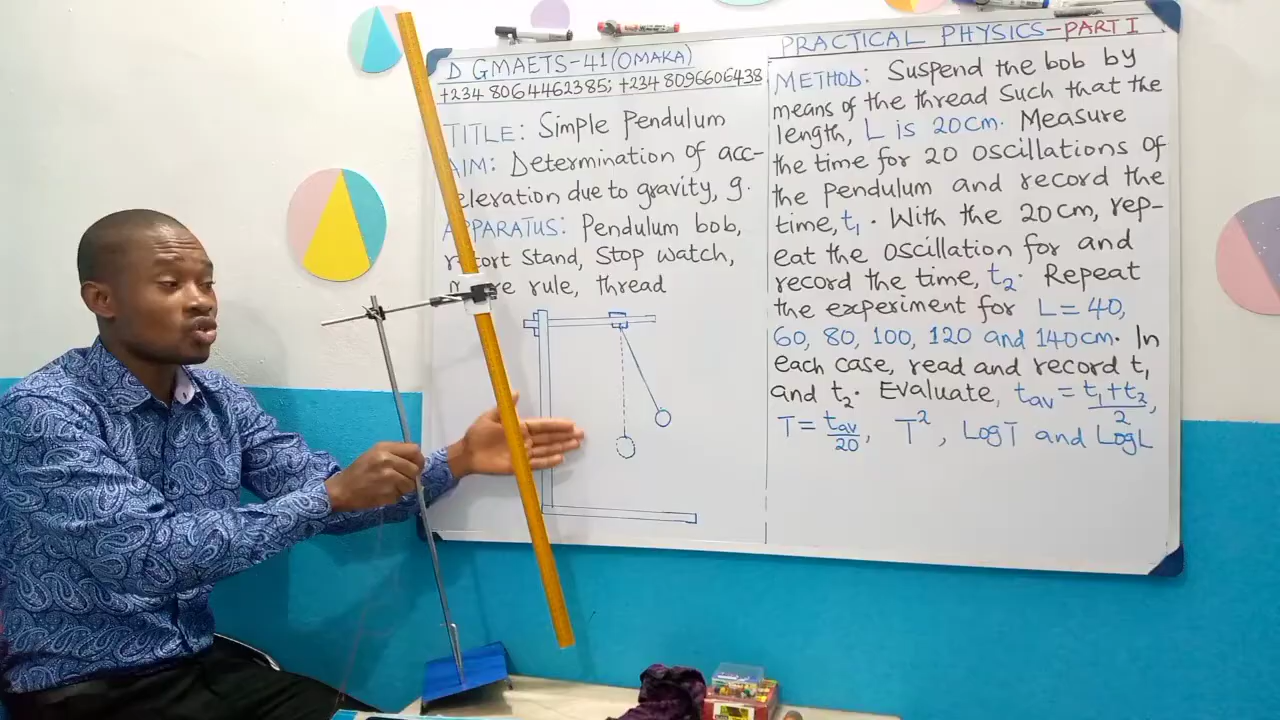 D GMAETS-41(OMAKA)
+234 8064462385; +234 8096606438
TITLE: Simple Pendulum
AIM: Determination of acc-
eleration due to gravity, g.
APPARATUS: Pendulum bob,
retort stand, Stop watch,
rule, thread
PRACTICAL PHYSICS-PART I
METHOD: Suspend the bob by
means of the thread Such that the
length, L is 20cm. Measure
the time for 20 oscillations of
the pendulum and record the
time, t₁. With the 20cm, rep-
eat the oscillation for and
record the time, t₂. Repeat
the experiment for L = 40,
60, 80, 100, 120 and 140cm. In
each case, read and record t₁
and t₂. Evaluate, tav = t₁+t₂/2,
T = tav/20, T², LogT and LogL